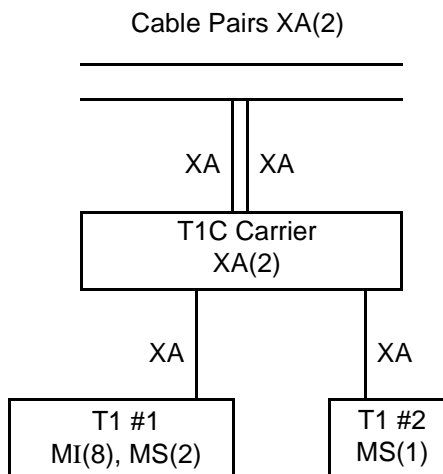 Cable Pairs XA(2)
XA XA
T1C Carrier
XA(2)
XA XA
T1 #1
MI(8), MS(2)
T1 #2
MS(1)